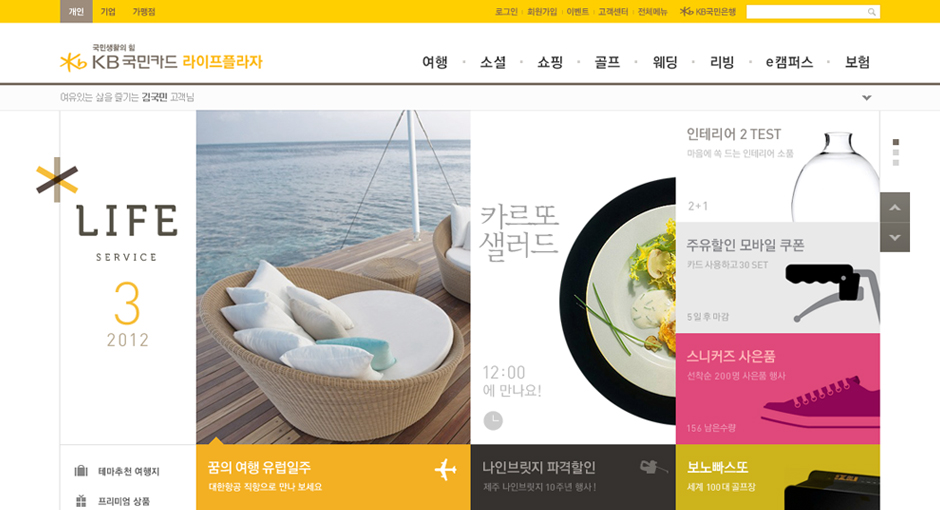 개인 기업 가맹점
로그인 회원가입 이벤트 고객센터 전체메뉴 KB국민은행
국민생활의 힘
KB 국민카드 라이프플라자
여행 소셜 쇼핑 골프 웨딩 리빙 e캠퍼스 보험
여유있는 삶을 즐기는 김국민 고객님
LIFE
SERVICE
3
2012
테마추천 여행지
프리미엄 상품
꿈의 여행 유럽일주
대한항공 직항으로 만나 보세요
카르또
샐러드
12:00
에 만나요!
나인브릿지 파격할인
제주 나인브릿지 10주년 행사!
인테리어 2 TEST
마음에 쏙 드는 인테리어 소품
2+1
주유할인 모바일 쿠폰
카드 사용하고 30 SET
5일 후 마감
스니커즈 사은품
선착순 200명 사은품 행사
156 남은수량
보노빠스또
세계 100대 골프장